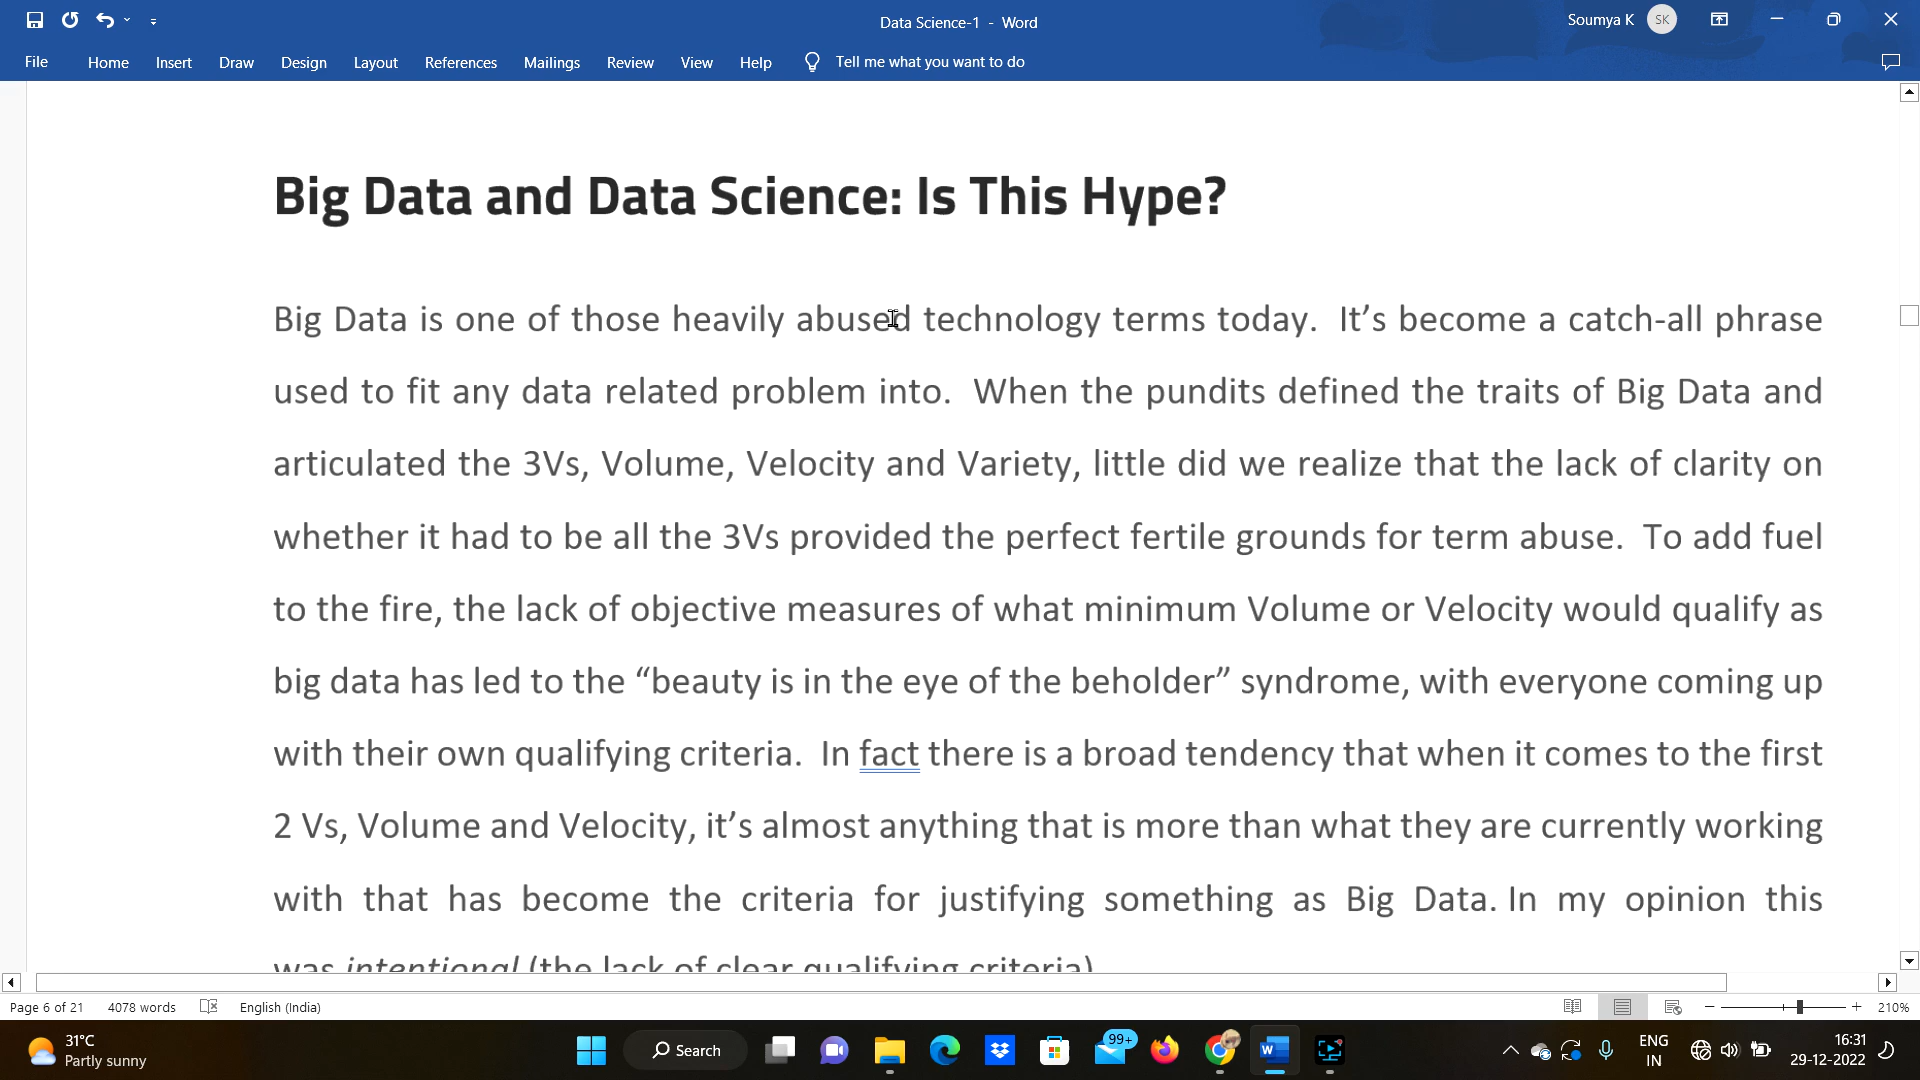 Data Science-1 - Word
Soumya K
SK
File Home Insert Draw Design Layout References Mailings Review View Help Tell me what you want to do
Big Data and Data Science: Is This Hype?
Big Data is one of those heavily abused technology terms today. It’s become a catch-all phrase
used to fit any data related problem into. When the pundits defined the traits of Big Data and
articulated the 3Vs, Volume, Velocity and Variety, little did we realize that the lack of clarity on
whether it had to be all the 3Vs provided the perfect fertile grounds for term abuse. To add fuel
to the fire, the lack of objective measures of what minimum Volume or Velocity would qualify as
big data has led to the “beauty is in the eye of the beholder” syndrome, with everyone coming up
with their own qualifying criteria. In fact there is a broad tendency that when it comes to the first
2 Vs, Volume and Velocity, it’s almost anything that is more than what they are currently working
with that has become the criteria for justifying something as Big Data. In my opinion this
was intentional (the lack of clear qualifying criteria)
Page 6 of 21 4078 words English (India) 210%
31°C
Partly sunny
Search
99+
ENG
IN
16:31
29-12-2022